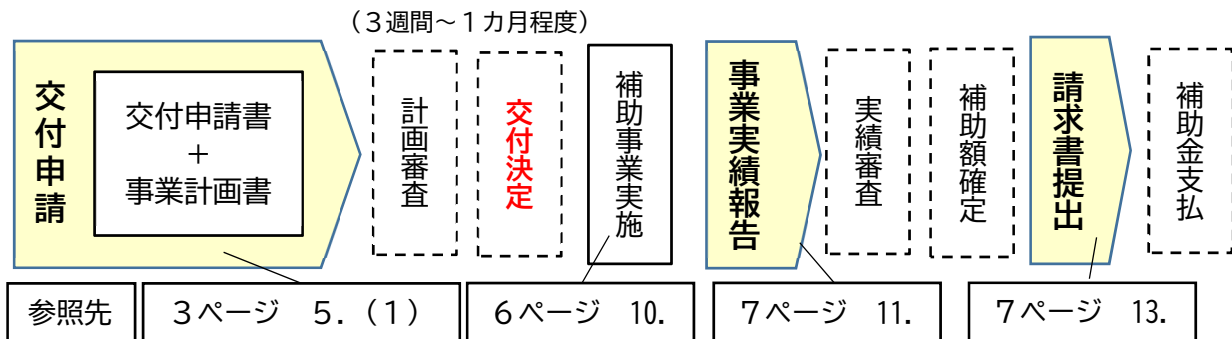 （３週間～１カ月程度）
交付申請
交付申請書
＋
事業計画書
計画審査
交付決定
補助事業実施
事業実績報告
実績審査
補助額確定
請求書提出
補助金支払
参照先
３ページ　５．（１）
６ページ　10.
７ページ　11.
７ページ　13.